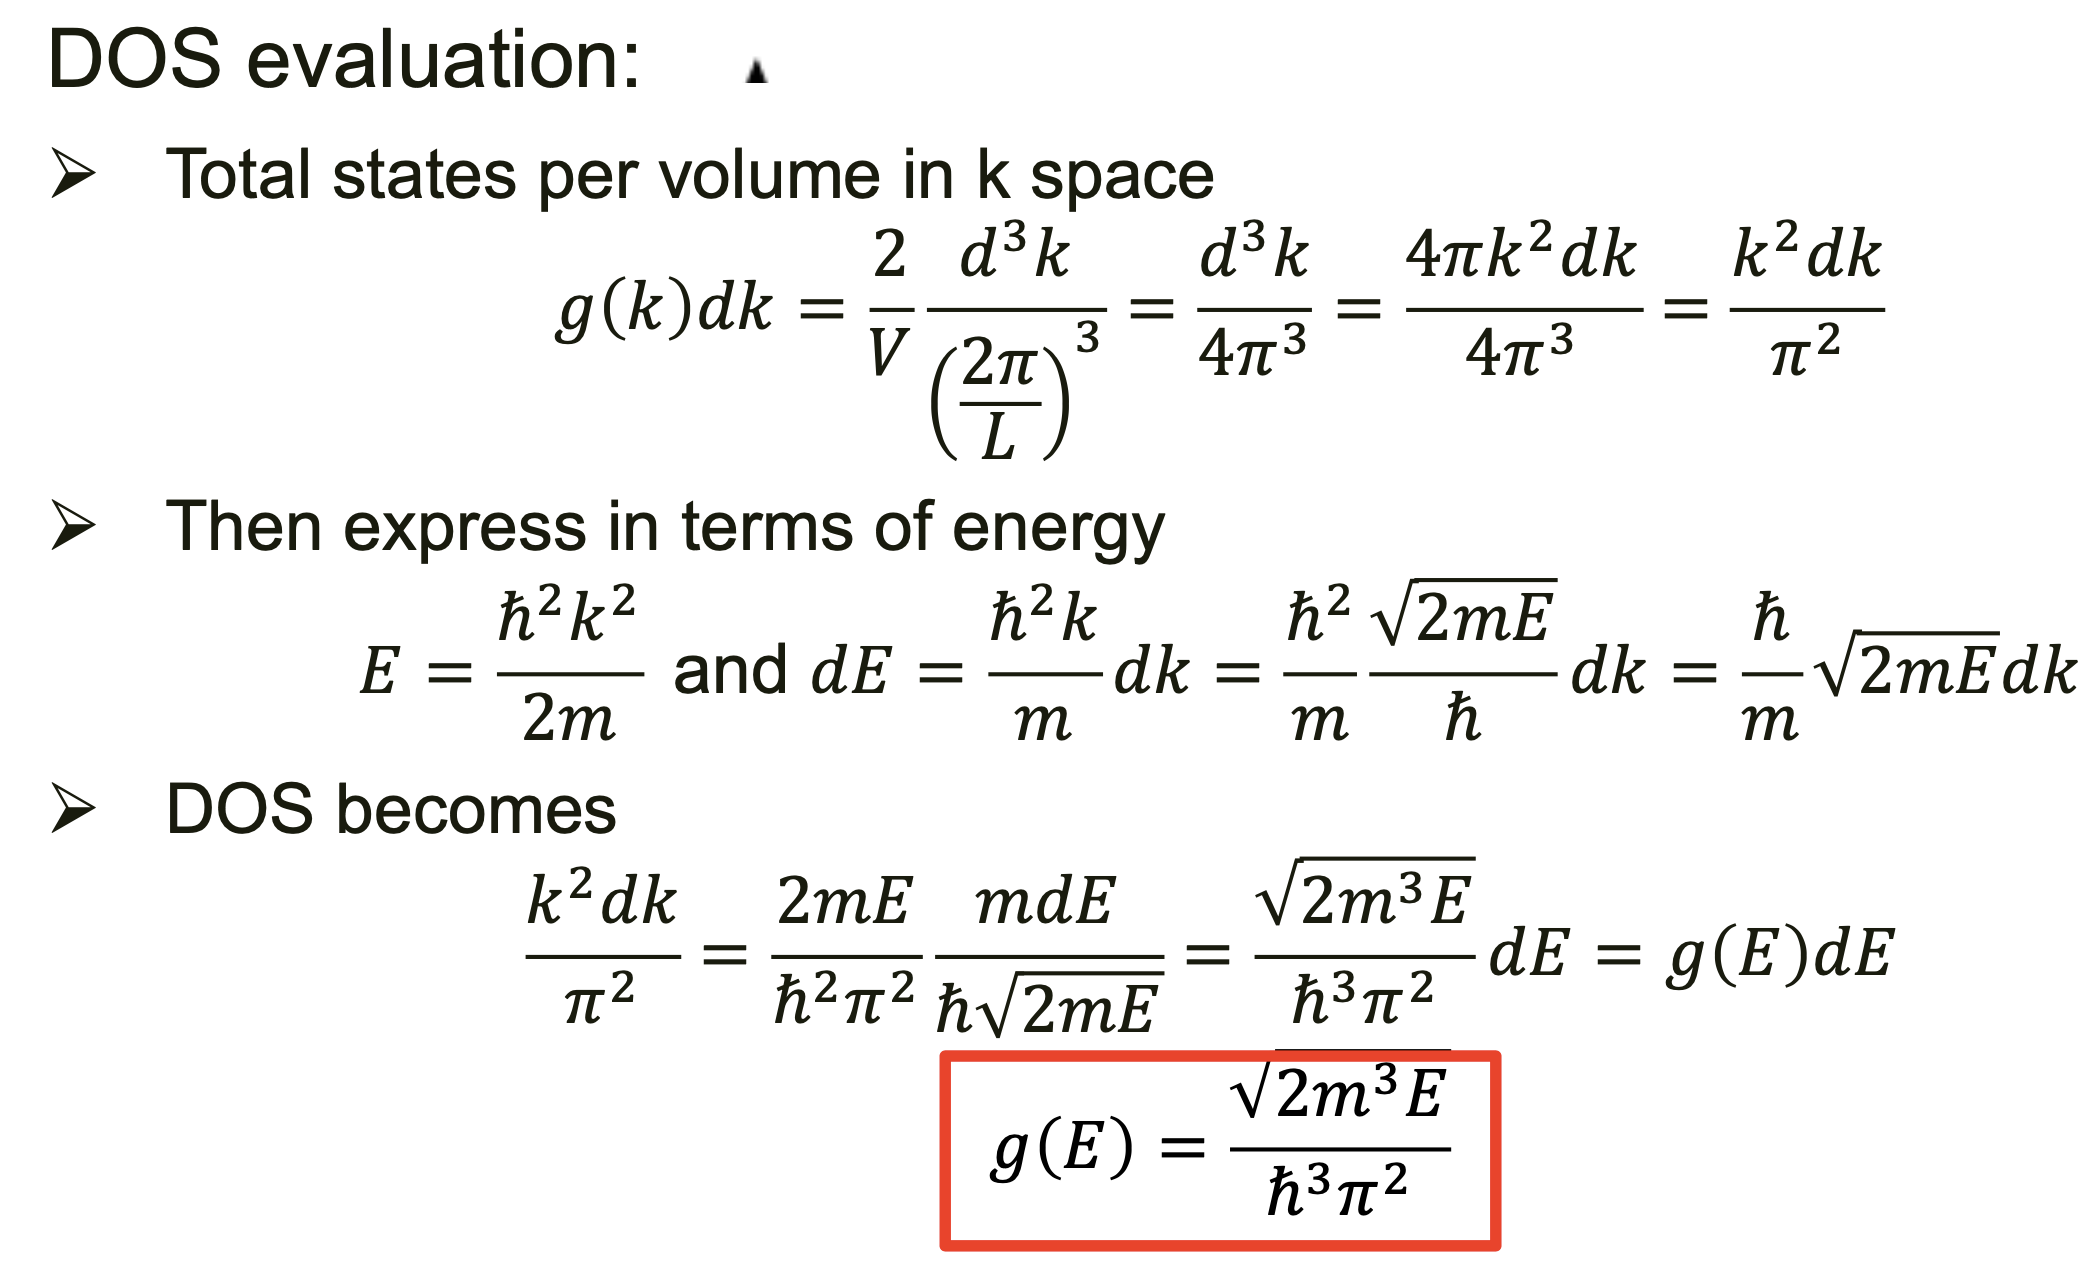 DOS evaluation:
➢ Total states per volume in k space
$g(k)dk = \frac{2}{V} \frac{d^3k}{\left(\frac{2\pi}{L}\right)^3} = \frac{d^3k}{4\pi^3} = \frac{4\pi k^2 dk}{4\pi^3} = \frac{k^2 dk}{\pi^2}$
➢ Then express in terms of energy
$E = \frac{\hbar^2 k^2}{2m}$ and $dE = \frac{\hbar^2 k}{m} dk = \frac{\hbar^2}{m} \frac{\sqrt{2mE}}{\hbar} dk = \frac{\hbar}{m} \sqrt{2mE} dk$
➢ DOS becomes
$\frac{k^2 dk}{\pi^2} = \frac{2mE}{\hbar^2 \pi^2} \frac{mdE}{\hbar\sqrt{2mE}} = \frac{\sqrt{2m^3E}}{\hbar^3 \pi^2} dE = g(E)dE$
$g(E) = \frac{\sqrt{2m^3E}}{\hbar^3 \pi^2}$